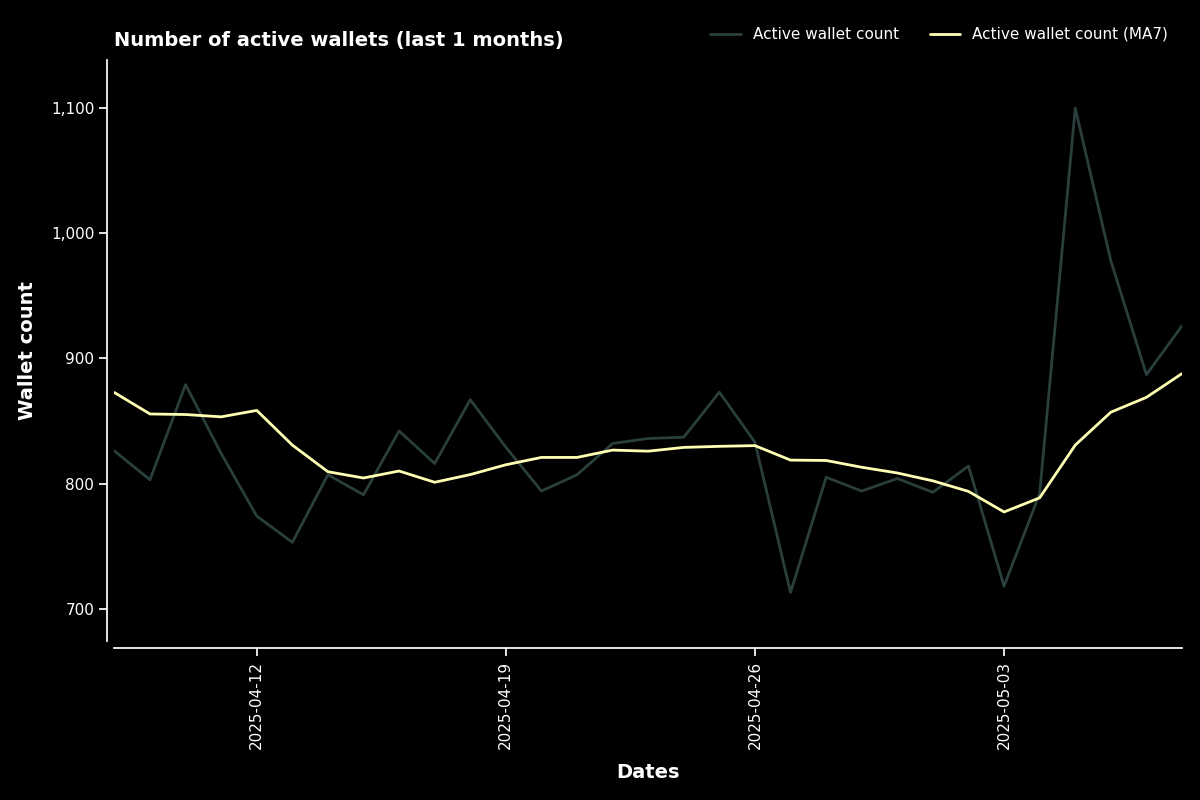 Number of active wallets (last 1 months)
Active wallet count
Active wallet count (MA7)
Wallet count
1,100
1,000
900
800
700
2025-04-12
2025-04-19
2025-04-26
2025-05-03
Dates